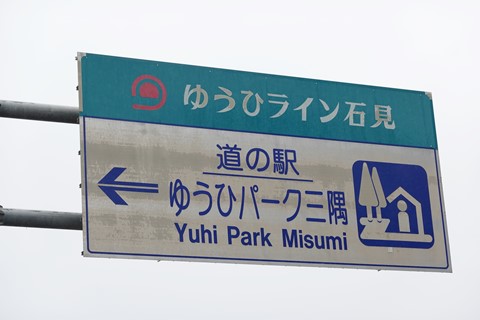 ゆうひライン石見
道の駅
ゆうひパーク三隅
Yuhi Park Misumi